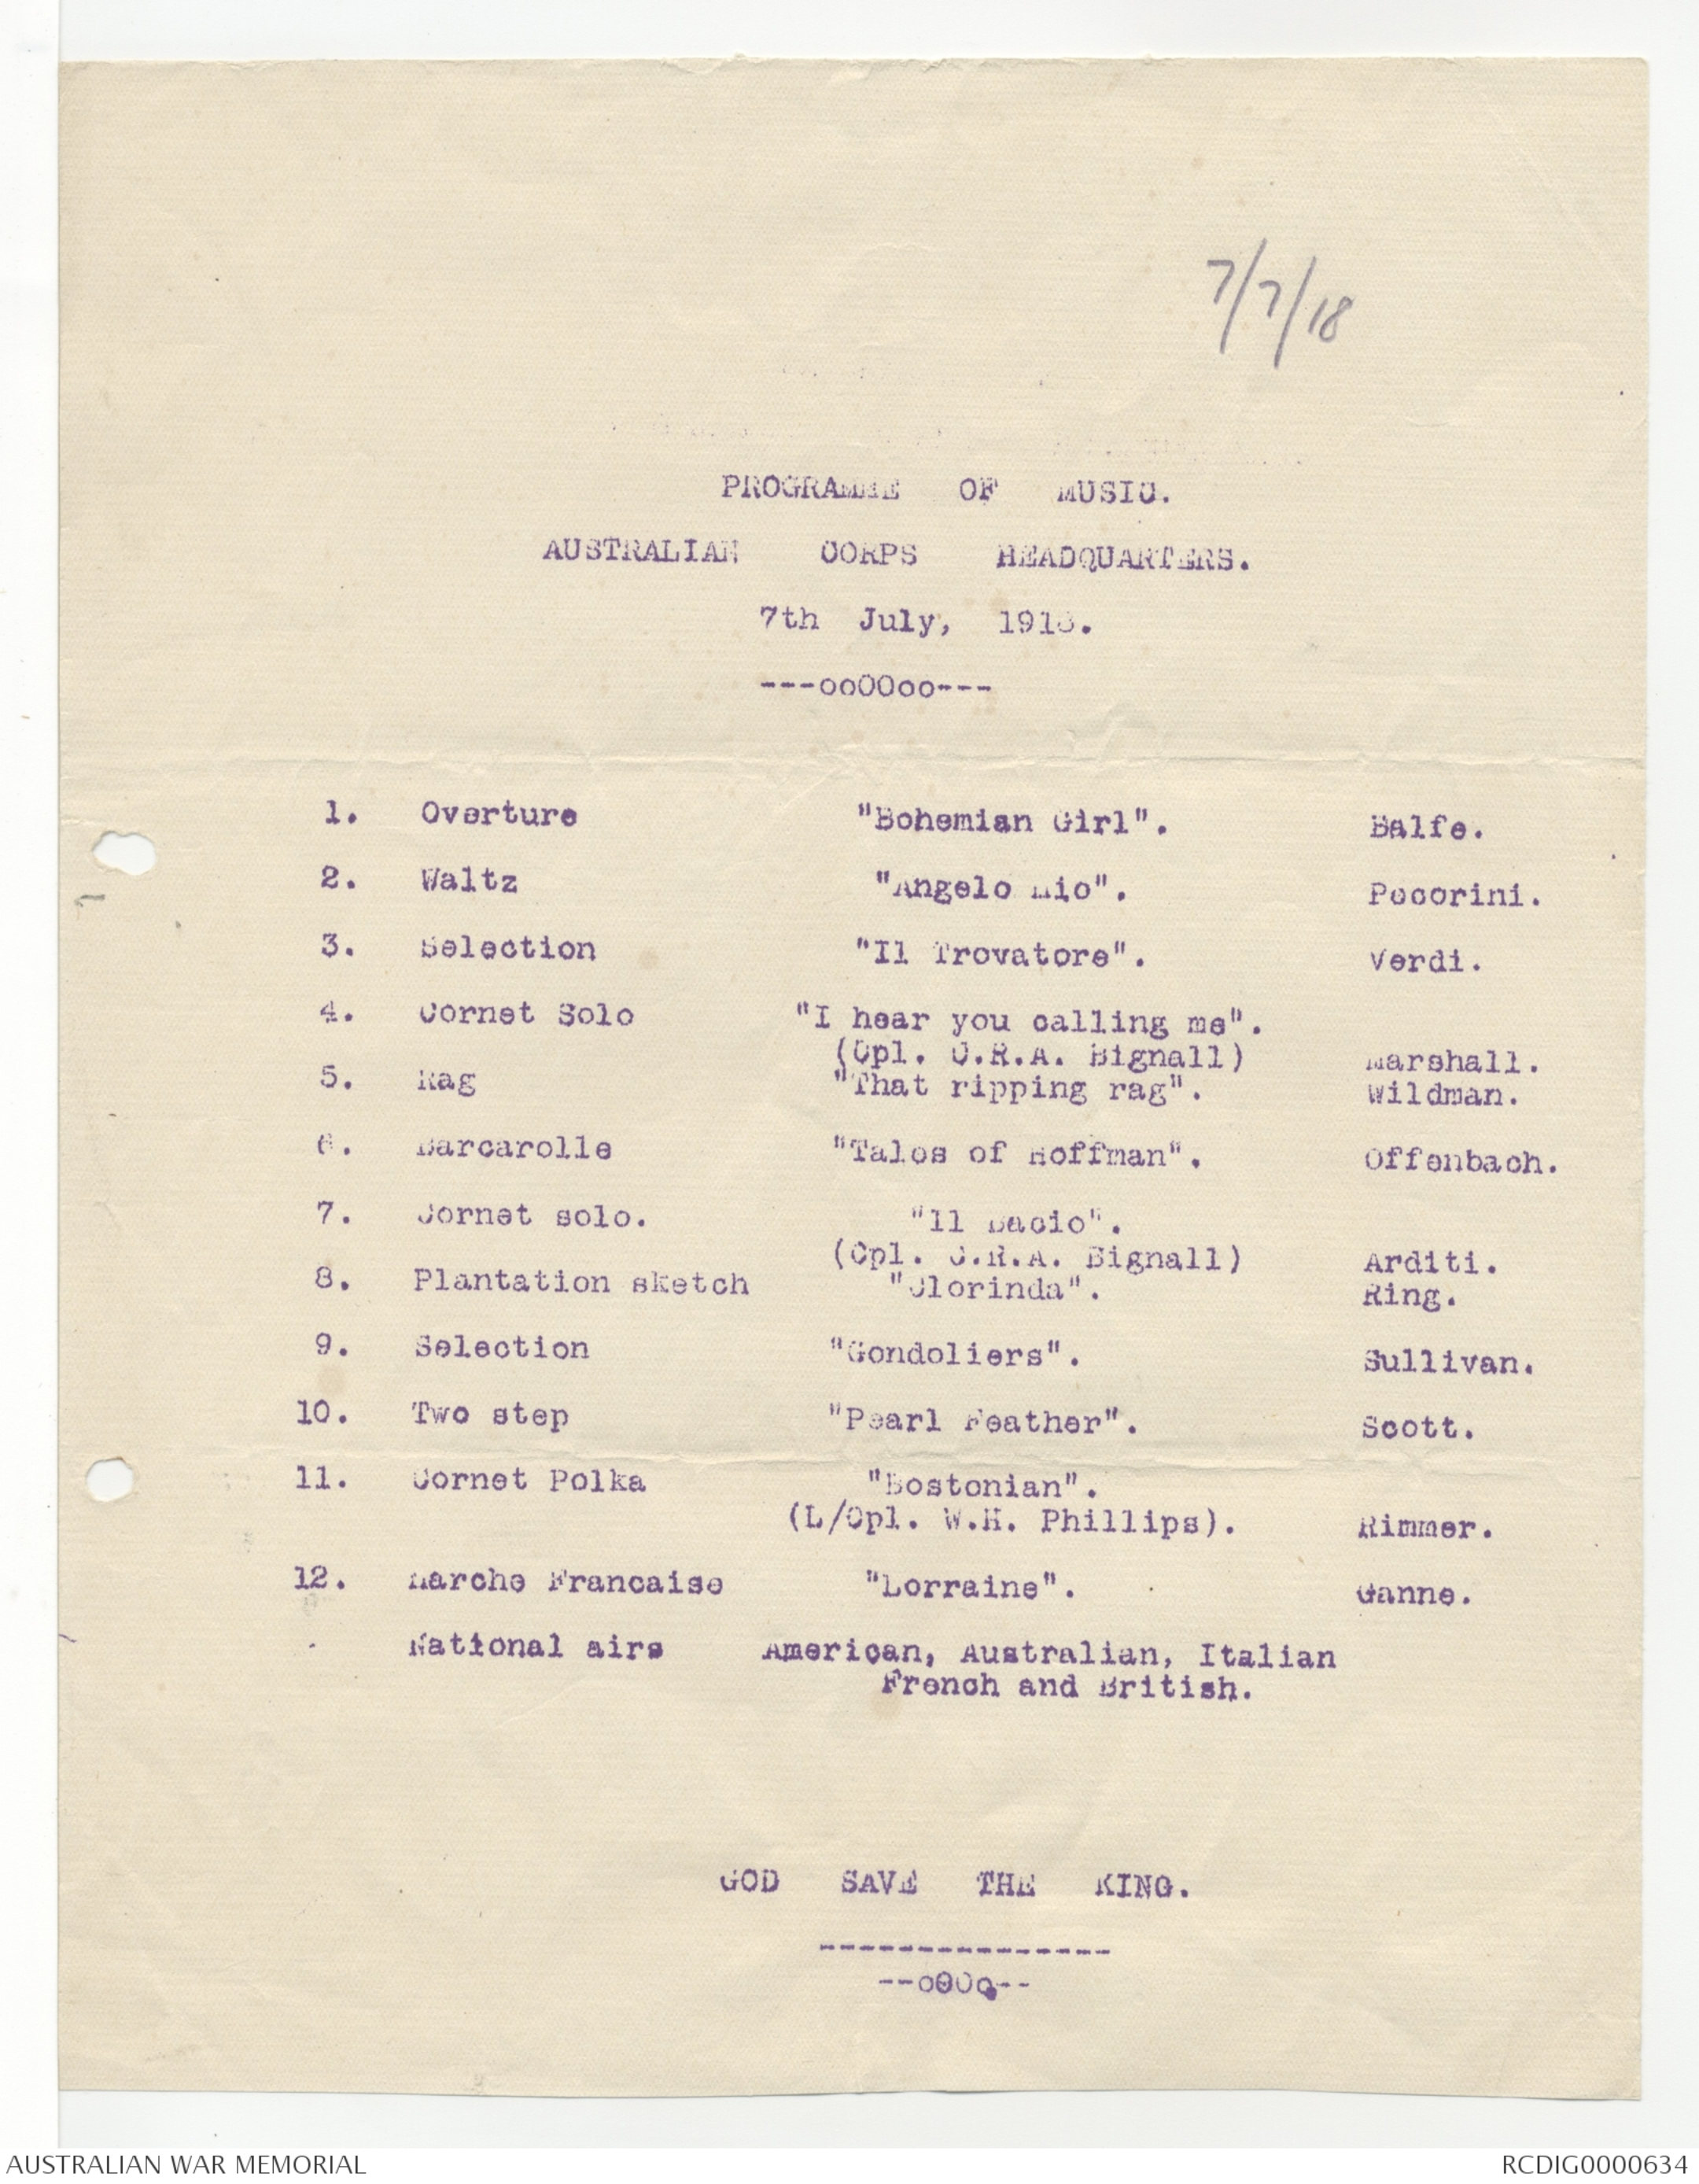 7/7/18
PROGRAMME OF MUSIC.
AUSTRALIAN CORPS HEADQUARTERS.
7th July, 1918.
---ooOOoo---
1. Overture "Bohemian Girl". Balfe.
2. Waltz "Angelo Mio". Pecorini.
3. Selection "Il Trovatore". Verdi.
4. Cornet Solo "I hear you calling me".
(Cpl. C.R.A. Bignall) Marshall.
5. Rag "That ripping rag". Wildman.
6. Barcarolle "Tales of Hoffman". Offenbach.
7. Cornet solo. "Il Bacio".
(Cpl. C.R.A. Bignall) Arditi.
8. Plantation sketch "Clorinda". Ring.
9. Selection "Gondoliers". Sullivan.
10. Two step "Pearl Feather". Scott.
11. Cornet Polka "Bostonian".
(L/Cpl. W.H. Phillips). Rimmer.
12. Marche Francaise "Lorraine". Ganne.
National airs American, Australian, Italian
French and British.
GOD SAVE THE KING.
---------------
--oOOo--
AUSTRALIAN WAR MEMORIAL RCDIG0000634